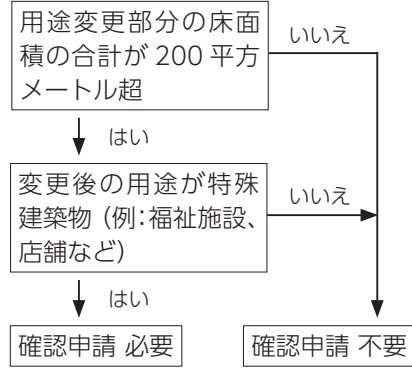 用途変更部分の床面
積の合計が 200 平方
メートル超
いいえ
はい
変更後の用途が特殊
建築物（例：福祉施設、
店舗など）
いいえ
はい
確認申請 必要
確認申請 不要